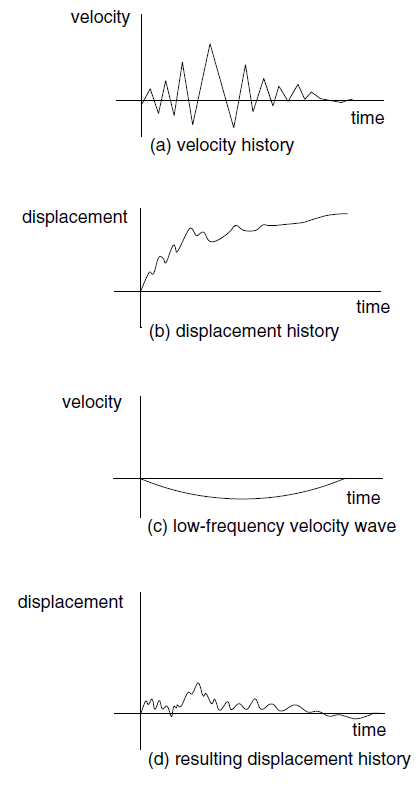 velocity
time
(a) velocity history
displacement
time
(b) displacement history
velocity
time
(c) low-frequency velocity wave
displacement
time
(d) resulting displacement history